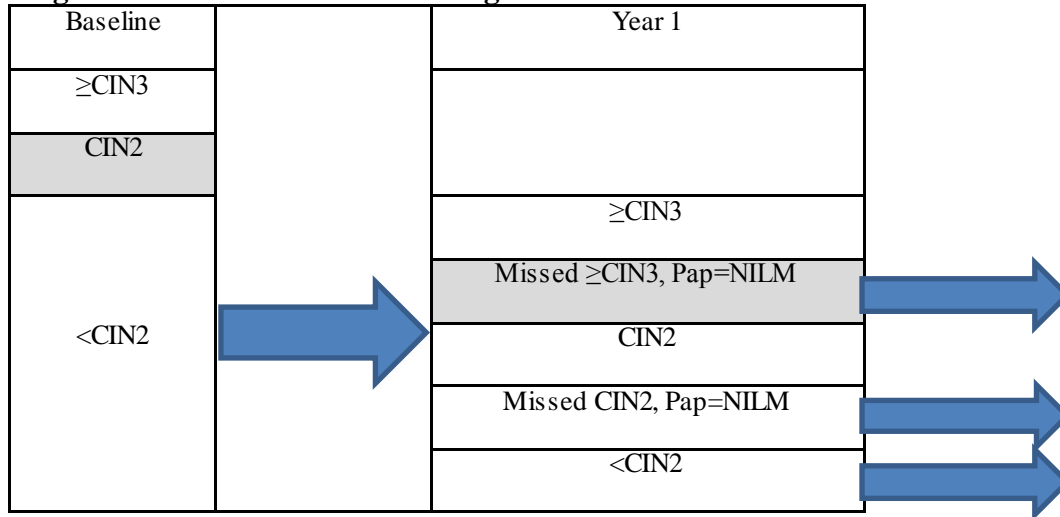 Baseline
Year 1
≥CIN3
CIN2
≥CIN3
Missed ≥CIN3, Pap=NILM
<CIN2
CIN2
Missed CIN2, Pap=NILM
<CIN2